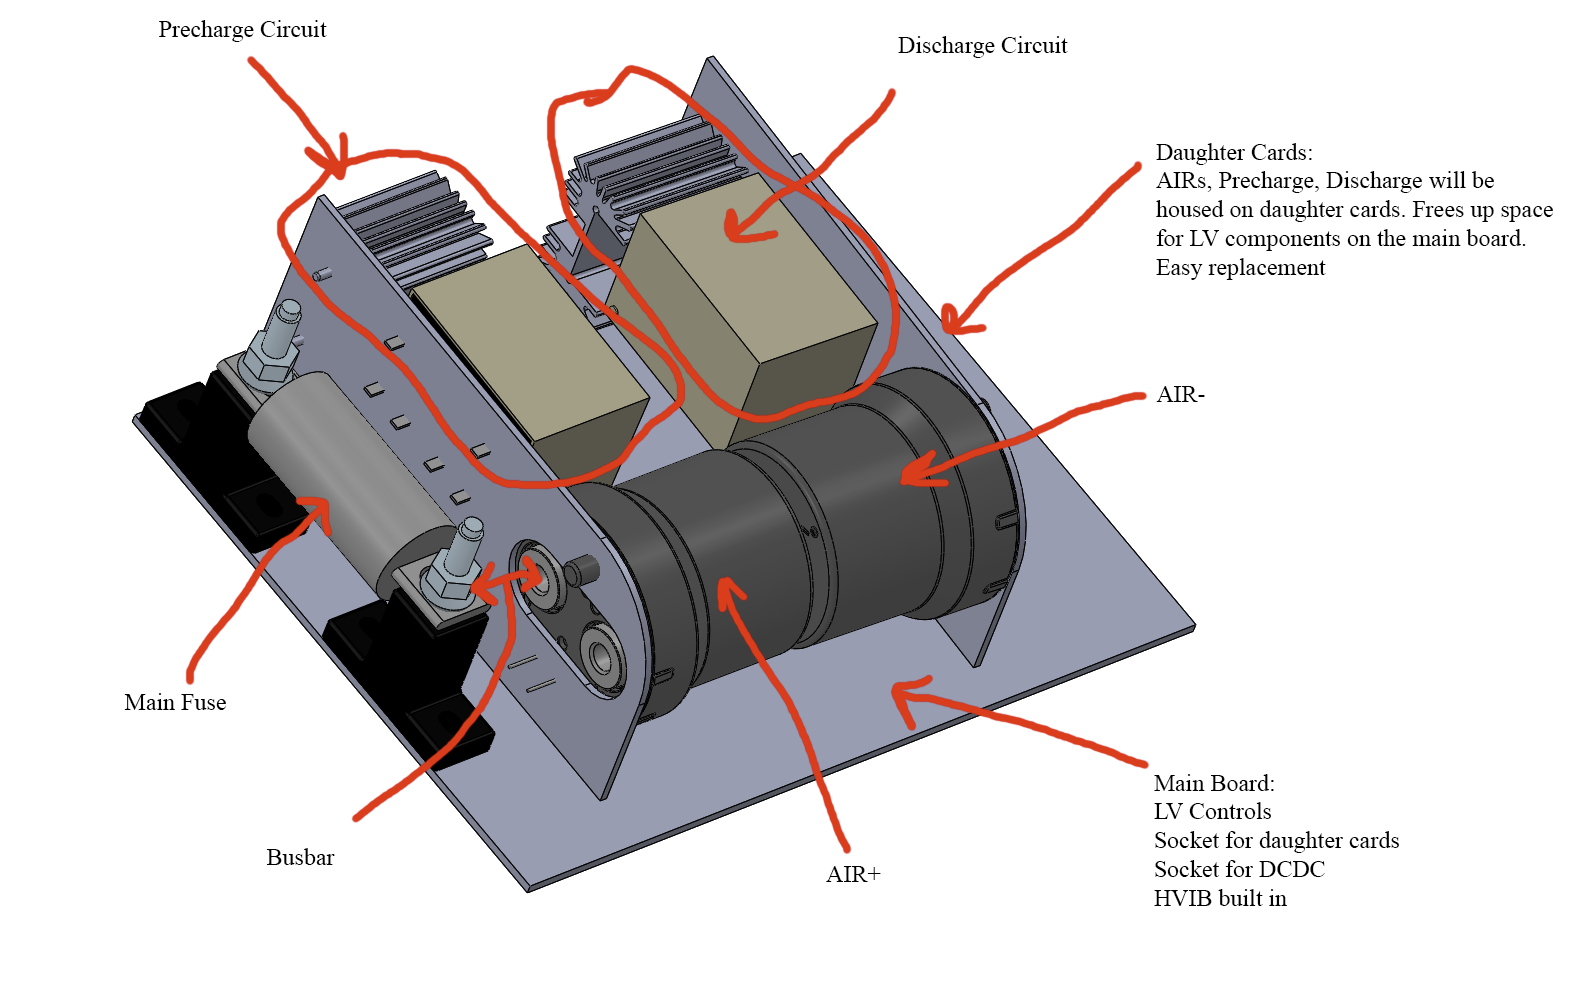 Precharge Circuit
Discharge Circuit
Daughter Cards:
AIRs, Precharge, Discharge will be
housed on daughter cards. Frees up space
for LV components on the main board.
Easy replacement
AIR-
Main Fuse
Main Board:
LV Controls
Socket for daughter cards
Socket for DCDC
HVIB built in
Busbar
AIR+